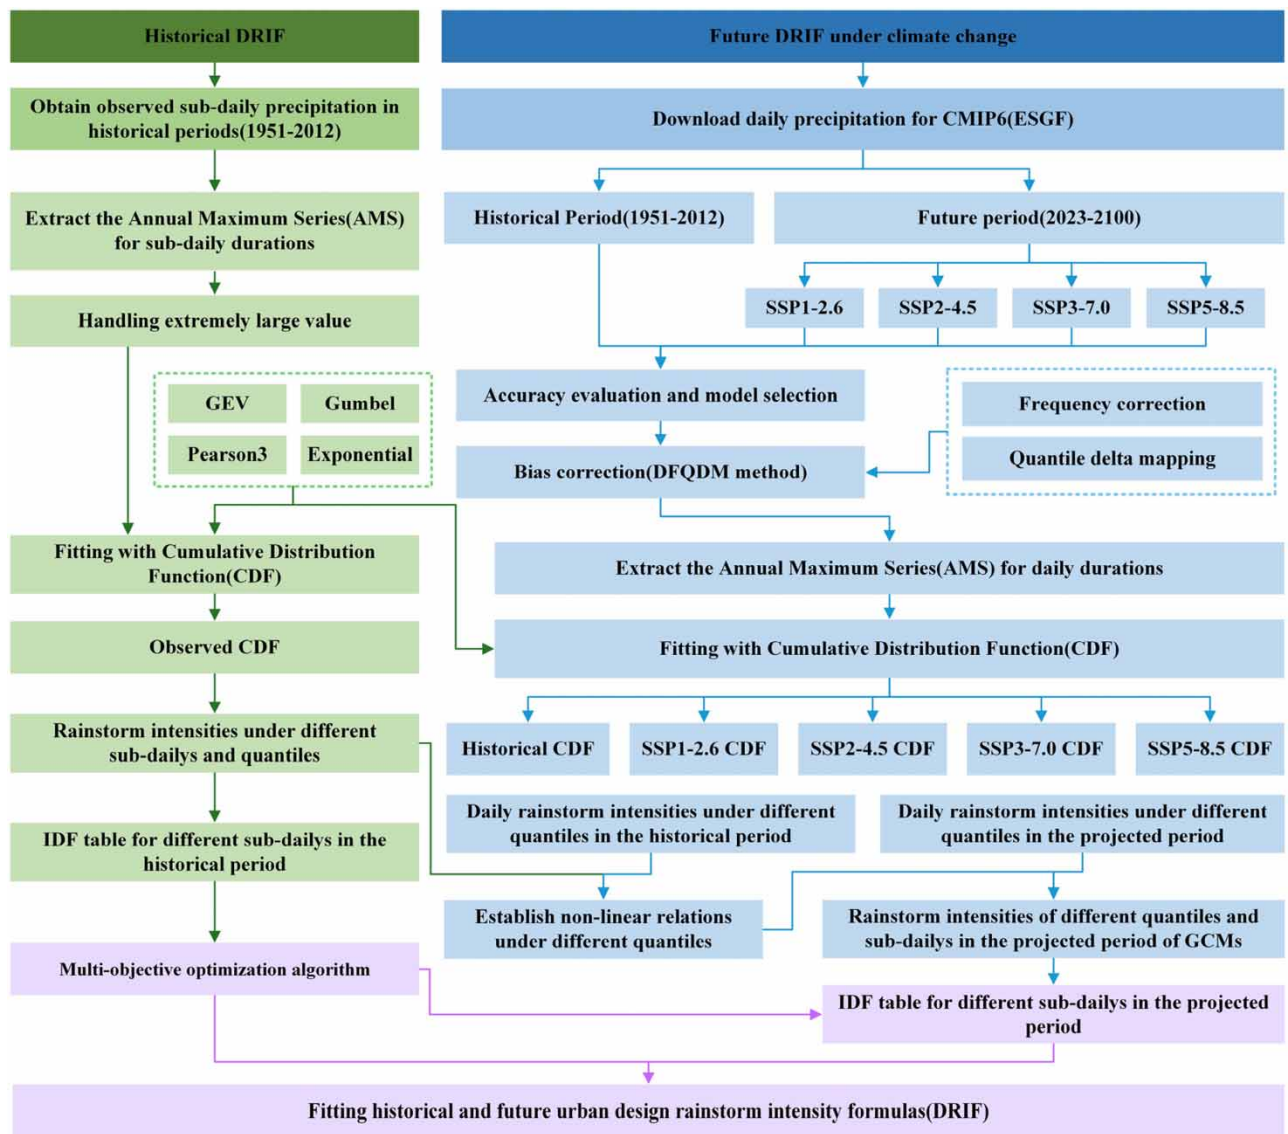 Historical DRIF
Future DRIF under climate change
Obtain observed sub-daily precipitation in
historical periods(1951-2012)
Download daily precipitation for CMIP6(ESGF)
Extract the Annual Maximum Series(AMS)
for sub-daily durations
Historical Period(1951-2012)
Future period(2023-2100)
Handling extremely large value
SSP1-2.6
SSP2-4.5
SSP3-7.0
SSP5-8.5
GEV
Gumbel
Pearson3
Exponential
Accuracy evaluation and model selection
Frequency correction
Bias correction(DFQDM method)
Quantile delta mapping
Fitting with Cumulative Distribution
Function(CDF)
Extract the Annual Maximum Series(AMS) for daily durations
Observed CDF
Fitting with Cumulative Distribution Function(CDF)
Rainstorm intensities under different
sub-dailys and quantiles
Historical CDF
SSP1-2.6 CDF
SSP2-4.5 CDF
SSP3-7.0 CDF
SSP5-8.5 CDF
IDF table for different sub-dailys in the
historical period
Daily rainstorm intensities under different
quantiles in the historical period
Daily rainstorm intensities under different
quantiles in the projected period
Establish non-linear relations
under different quantiles
Rainstorm intensities of different quantiles and
sub-dailys in the projected period of GCMs
Multi-objective optimization algorithm
IDF table for different sub-dailys in the projected
period
Fitting historical and future urban design rainstorm intensity formulas(DRIF)